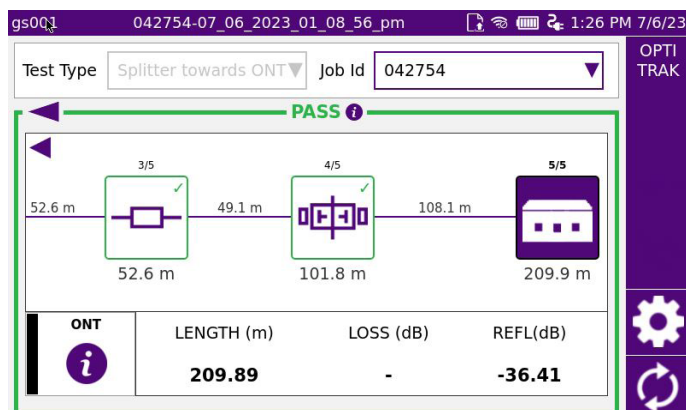 gs001 042754-07_06_2023_01_08_56_pm 1:26 PM 7/6/23
OPTI
TRAK
Test Type Splitter towards ONT Job Id 042754
PASS i
3/5 4/5 5/5
52.6 m 49.1 m 108.1 m
52.6 m 101.8 m 209.9 m
ONT LENGTH (m) LOSS (dB) REFL(dB)
i 209.89 - -36.41